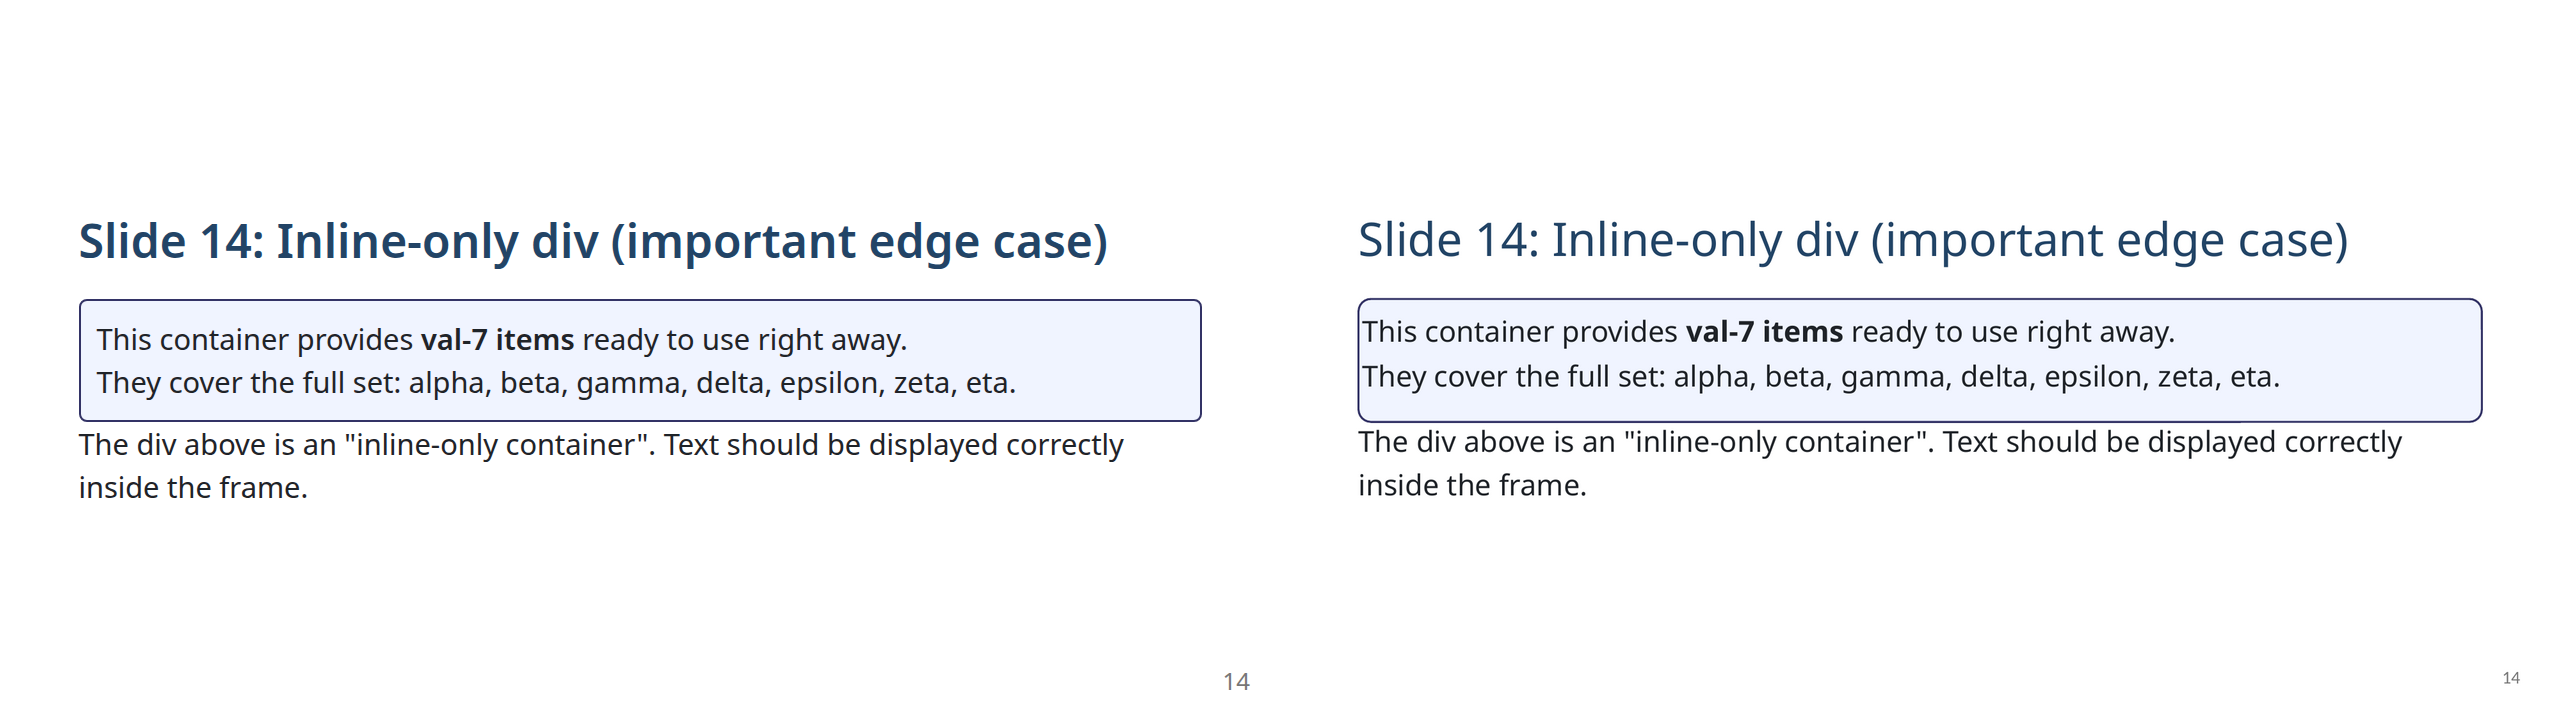 Slide 14: Inline-only div (important edge case)
This container provides val-7 items ready to use right away.
They cover the full set: alpha, beta, gamma, delta, epsilon, zeta, eta.
The div above is an "inline-only container". Text should be displayed correctly
inside the frame.
14
Slide 14: Inline-only div (important edge case)
This container provides val-7 items ready to use right away.
They cover the full set: alpha, beta, gamma, delta, epsilon, zeta, eta.
The div above is an "inline-only container". Text should be displayed correctly
inside the frame.
14